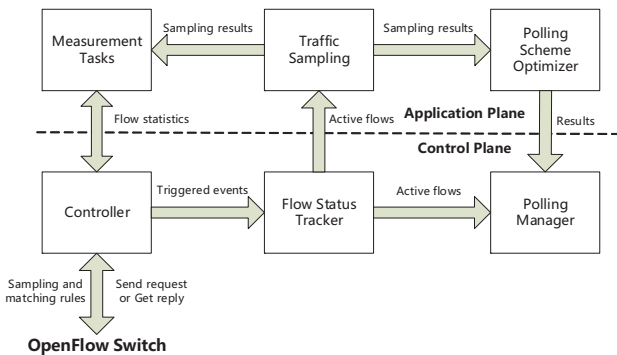 Measurement
Tasks
Sampling results
Traffic
Sampling
Sampling results
Polling
Scheme
Optimizer
Flow statistics
Active flows
Application Plane
Results
Control Plane
Controller
Triggered events
Flow Status
Tracker
Active flows
Polling
Manager
Sampling and
matching rules
Send request
or Get reply
OpenFlow Switch